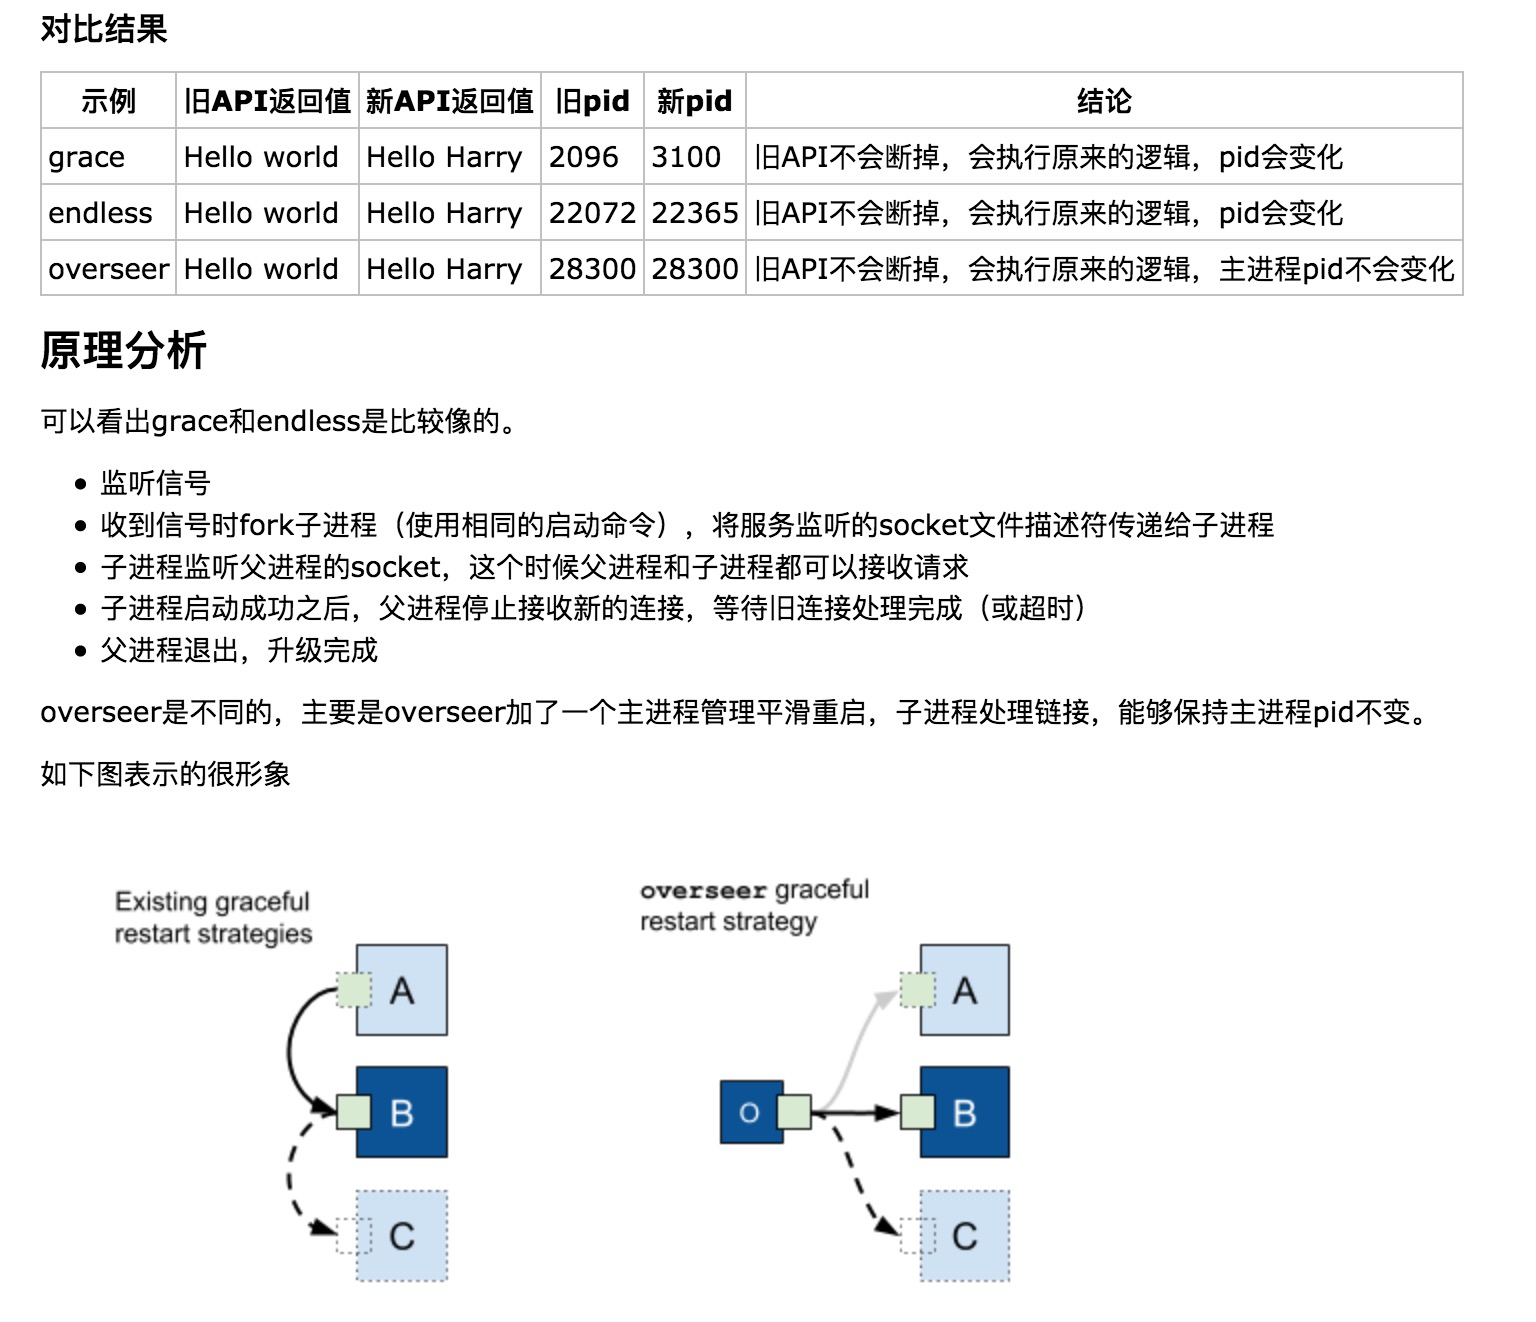 对比结果
示例 旧API返回值 新API返回值 旧pid 新pid 结论
grace Hello world Hello Harry 2096 3100 旧API不会断掉，会执行原来的逻辑，pid会变化
endless Hello world Hello Harry 22072 22365 旧API不会断掉，会执行原来的逻辑，pid会变化
overseer Hello world Hello Harry 28300 28300 旧API不会断掉，会执行原来的逻辑，主进程pid不会变化
原理分析
可以看出grace和endless是比较像的。
• 监听信号
• 收到信号时fork子进程（使用相同的启动命令），将服务监听的socket文件描述符传递给子进程
• 子进程监听父进程的socket，这个时候父进程和子进程都可以接收请求
• 子进程启动成功之后，父进程停止接收新的连接，等待旧连接处理完成（或超时）
• 父进程退出，升级完成
overseer是不同的，主要是overseer加了一个主进程管理平滑重启，子进程处理链接，能够保持主进程pid不变。
如下图表示的很形象
Existing graceful
restart strategies
A
B
C
overseer graceful
restart strategy
A
O
B
C